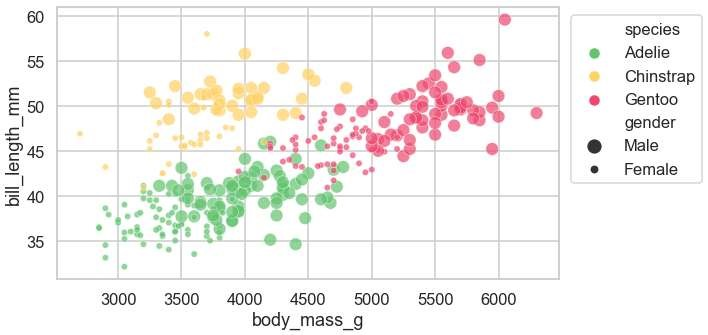 60
55
50
45
40
35
bill_length_mm
3000 3500 4000 4500 5000 5500 6000
body_mass_g
species
Adelie
Chinstrap
Gentoo
gender
Male
Female